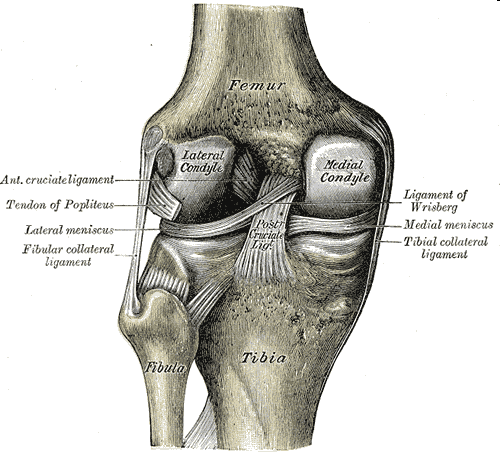 Femur
Lateral
Condyle
Medial
Condyle
Ant. cruciate ligament
Tendon of Popliteus
Lateral meniscus
Fibular collateral
ligament
Ligament of
Wrisberg
Medial meniscus
Tibial collateral
ligament
Post.
Cruciate
Ligt.
Fibula
Tibia